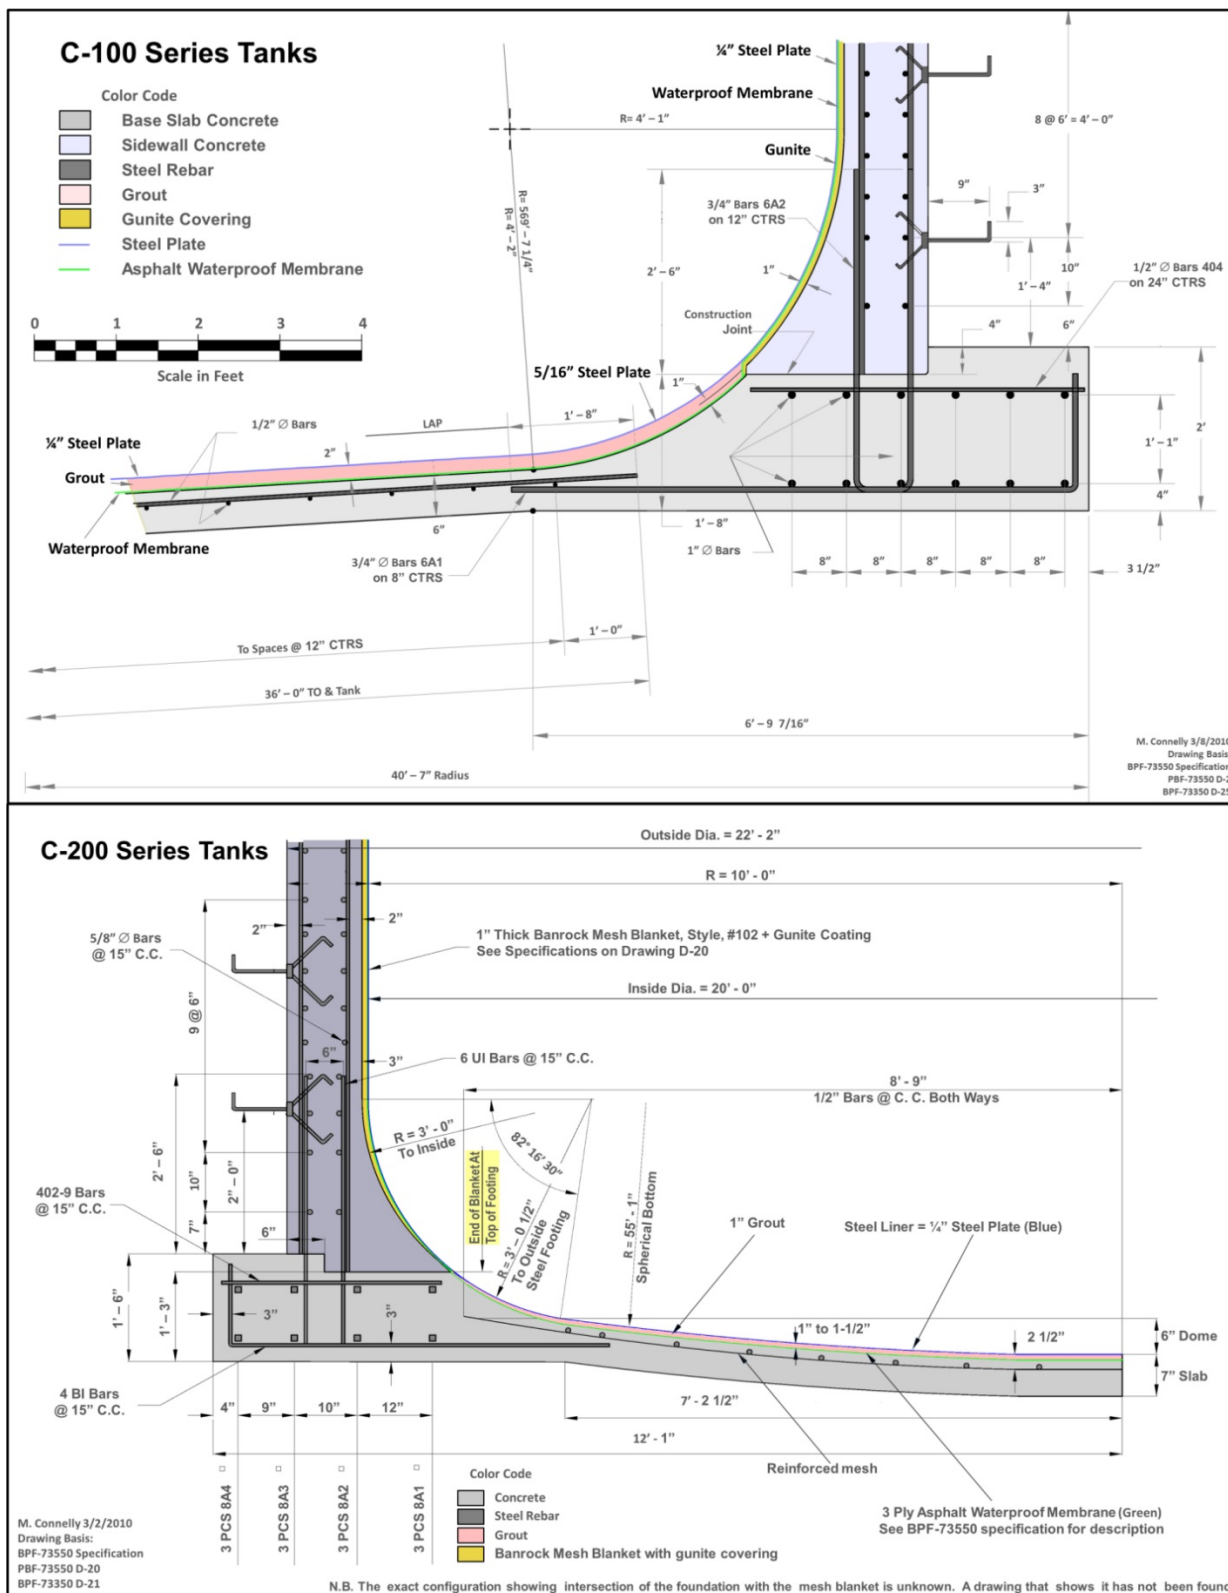 C-100 Series Tanks
Color Code
Base Slab Concrete
Sidewall Concrete
Steel Rebar
Grout
Gunite Covering
Steel Plate
Asphalt Waterproof Membrane
0 1 2 3 4
Scale in Feet
¼” Steel Plate
Waterproof Membrane
R= 4’ – 1”
Gunite
R= 569’ – 7 1/4”
R= 4’ – 2”
3/4” Bars 6A2
on 12” CTRS
2’ – 6”
1”
Construction
Joint
8 @ 6’ = 4’ – 0”
9”
3”
10”
1’ – 4”
1/2” ∅ Bars 404
on 24” CTRS
6”
4”
5/16” Steel Plate
1”
1’ – 8”
LAP
1/2” ∅ Bars
¼” Steel Plate
2”
Grout
6”
Waterproof Membrane
3/4” ∅ Bars 6A1
on 8” CTRS
1’ – 8”
1” ∅ Bars
2’
1’ – 1”
4”
8” 8” 8” 8” 8”
3 1/2”
1’ – 0”
To Spaces @ 12” CTRS
36’ – 0” TO & Tank
6’ – 9 7/16”
40’ – 7” Radius
M. Connelly 3/8/2010
Drawing Basis
BPF-73550 Specification
PBF-73550 D-2
BPF-73350 D-25
C-200 Series Tanks
Outside Dia. = 22’ - 2”
R = 10’ - 0”
2”
2”
5/8” ∅ Bars
@ 15” C.C.
1” Thick Banrock Mesh Blanket, Style, #102 + Gunite Coating
See Specifications on Drawing D-20
Inside Dia. = 20’ - 0”
9 @ 6”
6”
3”
6 UI Bars @ 15” C.C.
8’ - 9”
1/2” Bars @ C. C. Both Ways
R = 3’ - 0”
To Inside
82° 16’ 30”
2’ – 6”
10”
2” – 0”
7”
402-9 Bars
@ 15” C.C.
6”
End of Blanket At
Top of Footing
R = 3’ – 0 1/2”
To Outside
Steel Footing
R = 55’ - 1”
Spherical Bottom
1” Grout
Steel Liner = ¼” Steel Plate (Blue)
1’ – 6”
1’ – 3”
3”
3”
1” to 1-1/2”
2 1/2”
6” Dome
7” Slab
4 BI Bars
@ 15” C.C.
4” 9” 10” 12”
7’ - 2 1/2”
12’ - 1”
Reinforced mesh
3 PCS 8A4
3 PCS 8A3
3 PCS 8A2
3 PCS 8A1
Color Code
Concrete
Steel Rebar
Grout
Banrock Mesh Blanket with gunite covering
3 Ply Asphalt Waterproof Membrane (Green)
See BPF-73550 specification for description
M. Connelly 3/2/2010
Drawing Basis:
BPF-73550 Specification
PBF-73550 D-20
BPF-73350 D-21
N.B. The exact configuration showing intersection of the foundation with the mesh blanket is unknown. A drawing that shows it has not been found